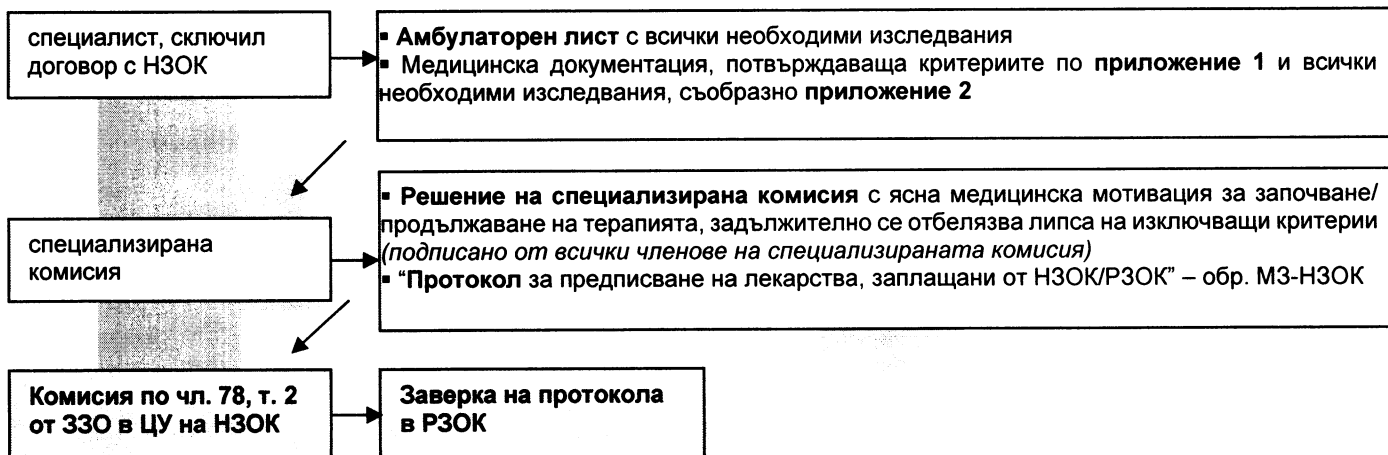 специалист, сключил
договор с НЗОК
▪ Амбулаторен лист с всички необходими изследвания
▪ Медицинска документация, потвърждаваща критериите по приложение 1 и всички
необходими изследвания, съобразно приложение 2
специализирана
комисия
▪ Решение на специализирана комисия с ясна медицинска мотивация за започване/
продължаване на терапията, задължително се отбелязва липса на изключващи критерии
(подписано от всички членове на специализираната комисия)
▪ “Протокол за предписване на лекарства, заплащани от НЗОК/РЗОК” – обр. МЗ-НЗОК
Комисия по чл. 78, т. 2
от ЗЗО в ЦУ на НЗОК
Заверка на протокола
в РЗОК